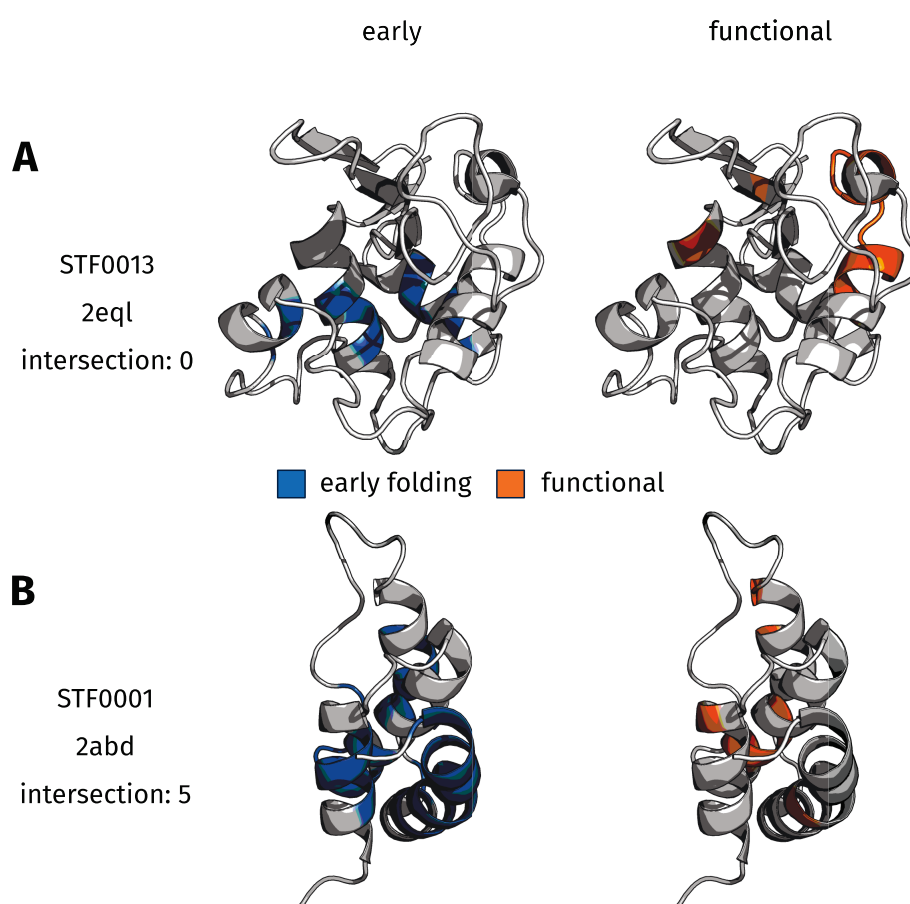 early
functional
A
STF0013
2eql
intersection: 0
early folding
functional
B
STF0001
2abd
intersection: 5